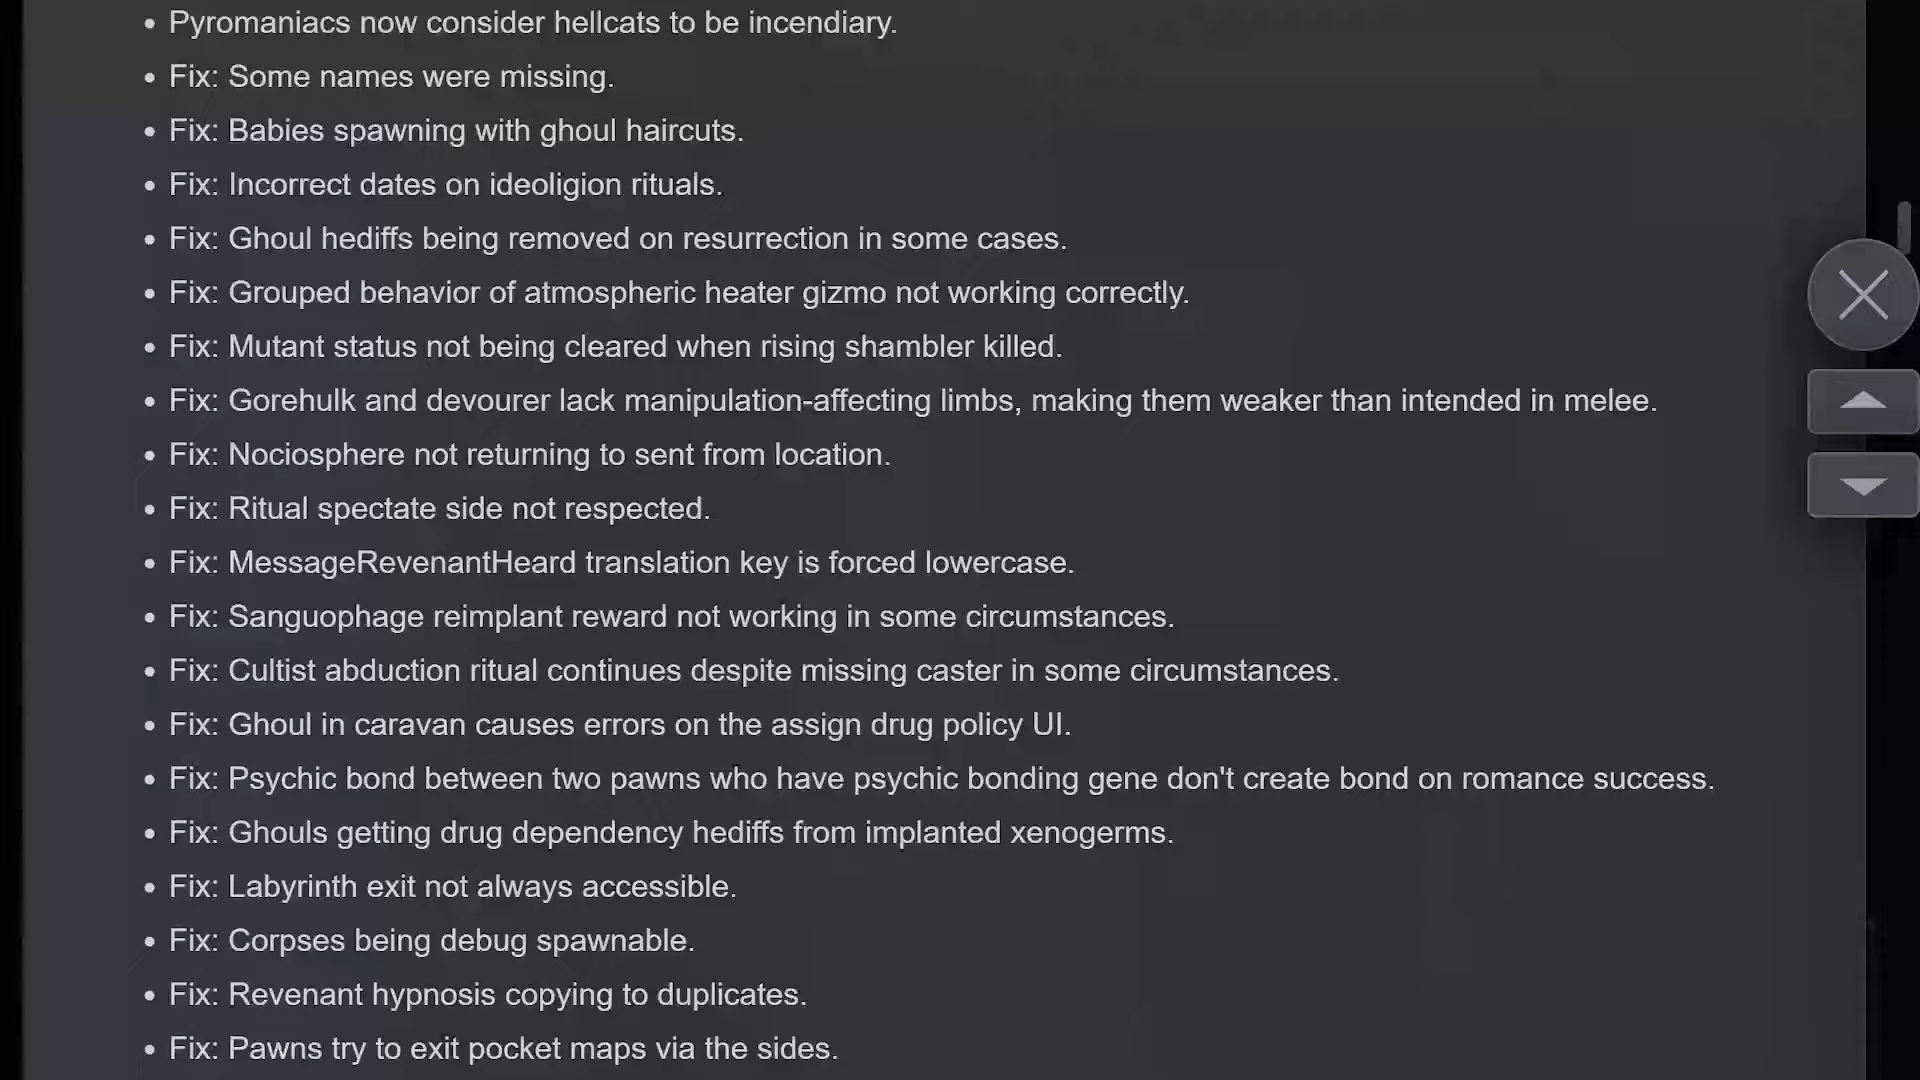 • Pyromaniacs now consider hellcats to be incendiary.
• Fix: Some names were missing.
• Fix: Babies spawning with ghoul haircuts.
• Fix: Incorrect dates on ideoligion rituals.
• Fix: Ghoul hediffs being removed on resurrection in some cases.
• Fix: Grouped behavior of atmospheric heater gizmo not working correctly.
• Fix: Mutant status not being cleared when rising shambler killed.
• Fix: Gorehulk and devourer lack manipulation-affecting limbs, making them weaker than intended in melee.
• Fix: Nociosphere not returning to sent from location.
• Fix: Ritual spectate side not respected.
• Fix: MessageRevenantHeard translation key is forced lowercase.
• Fix: Sanguophage reimplant reward not working in some circumstances.
• Fix: Cultist abduction ritual continues despite missing caster in some circumstances.
• Fix: Ghoul in caravan causes errors on the assign drug policy UI.
• Fix: Psychic bond between two pawns who have psychic bonding gene don't create bond on romance success.
• Fix: Ghouls getting drug dependency hediffs from implanted xenogerms.
• Fix: Labyrinth exit not always accessible.
• Fix: Corpses being debug spawnable.
• Fix: Revenant hypnosis copying to duplicates.
• Fix: Pawns try to exit pocket maps via the sides.